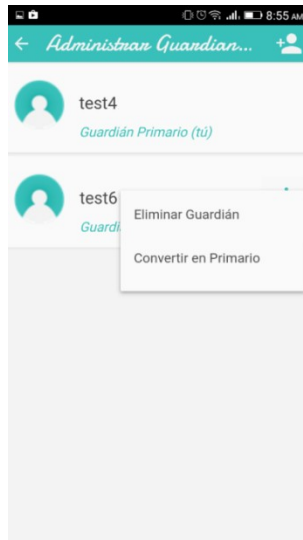 8:55 AM
Administrar Guardian...
test4
Guardián Primario (tú)
test6
Eliminar Guardián
Convertir en Primario